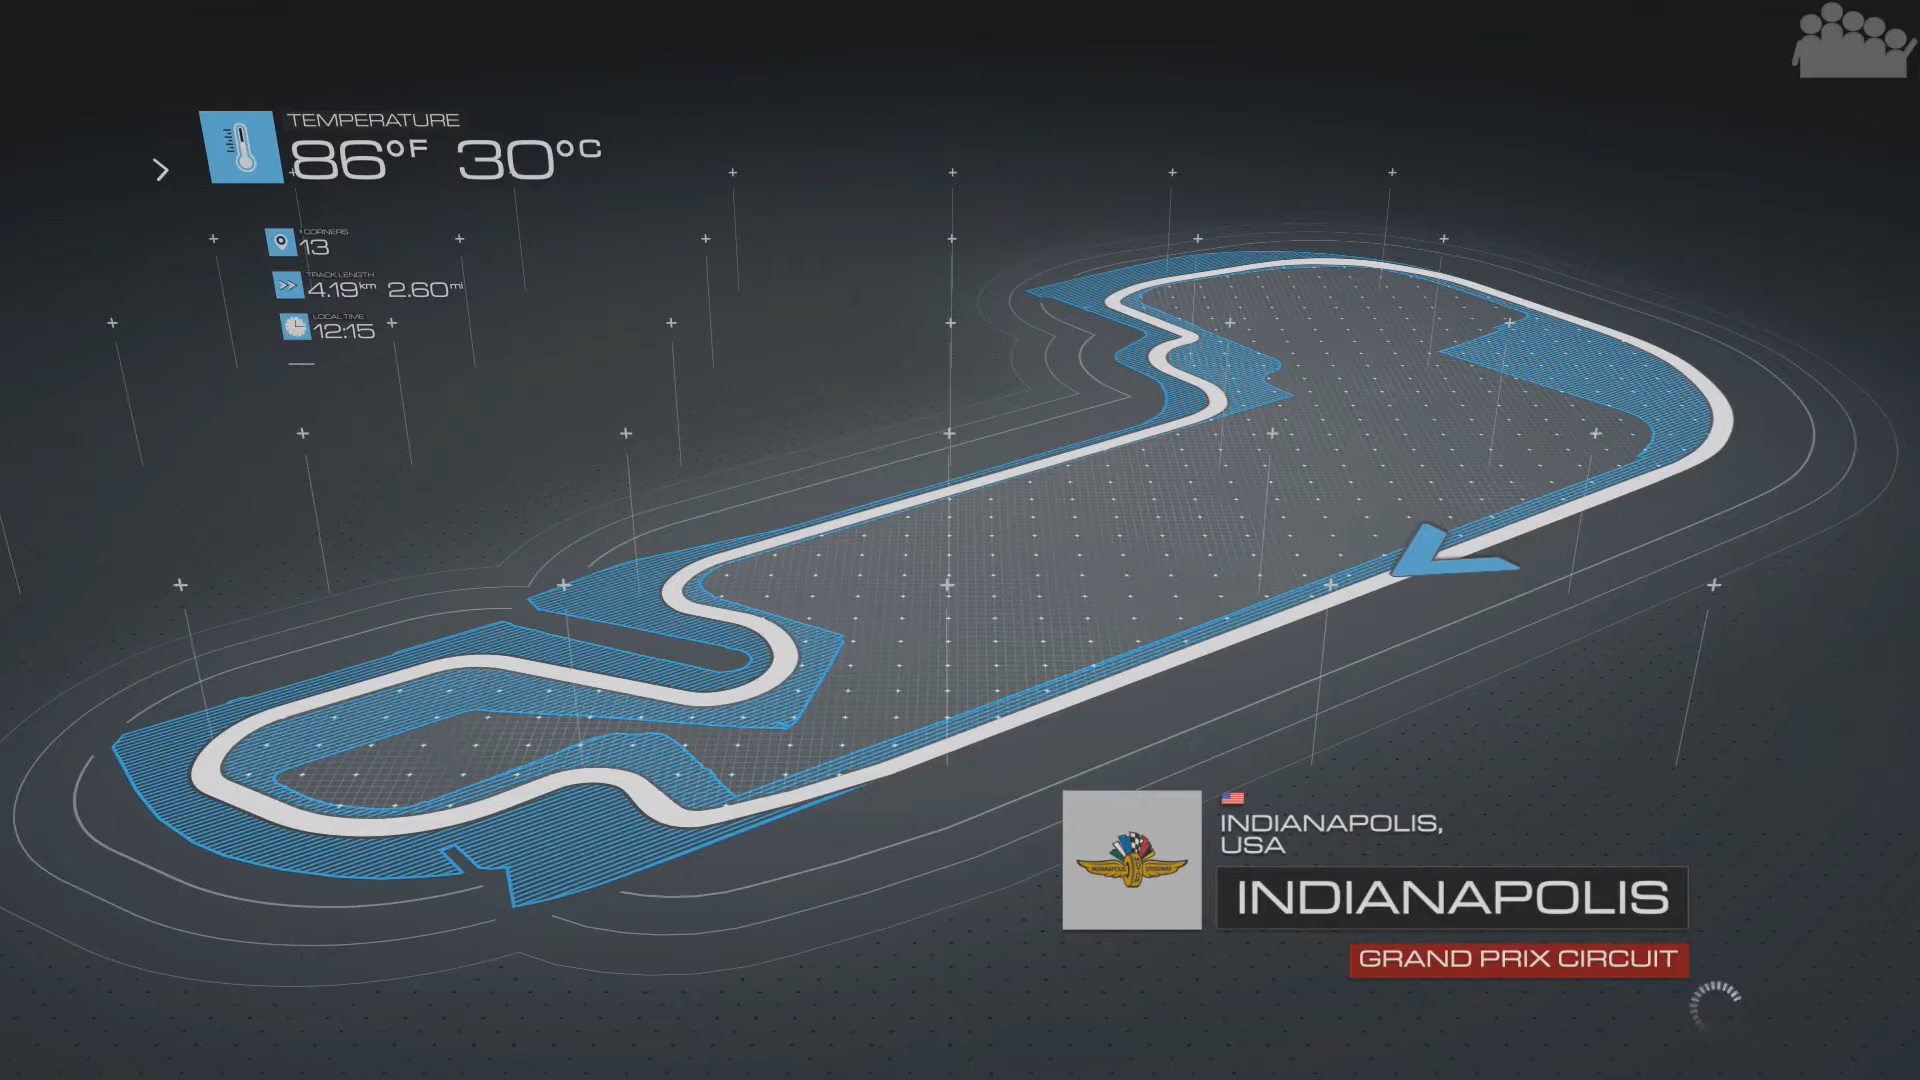 TEMPERATURE
86°F 30°C
CORNERS
13
TRACK LENGTH
4.19km 2.60mi
LOCAL TIME
12:15
INDIANAPOLIS,
USA
INDIANAPOLIS
GRAND PRIX CIRCUIT